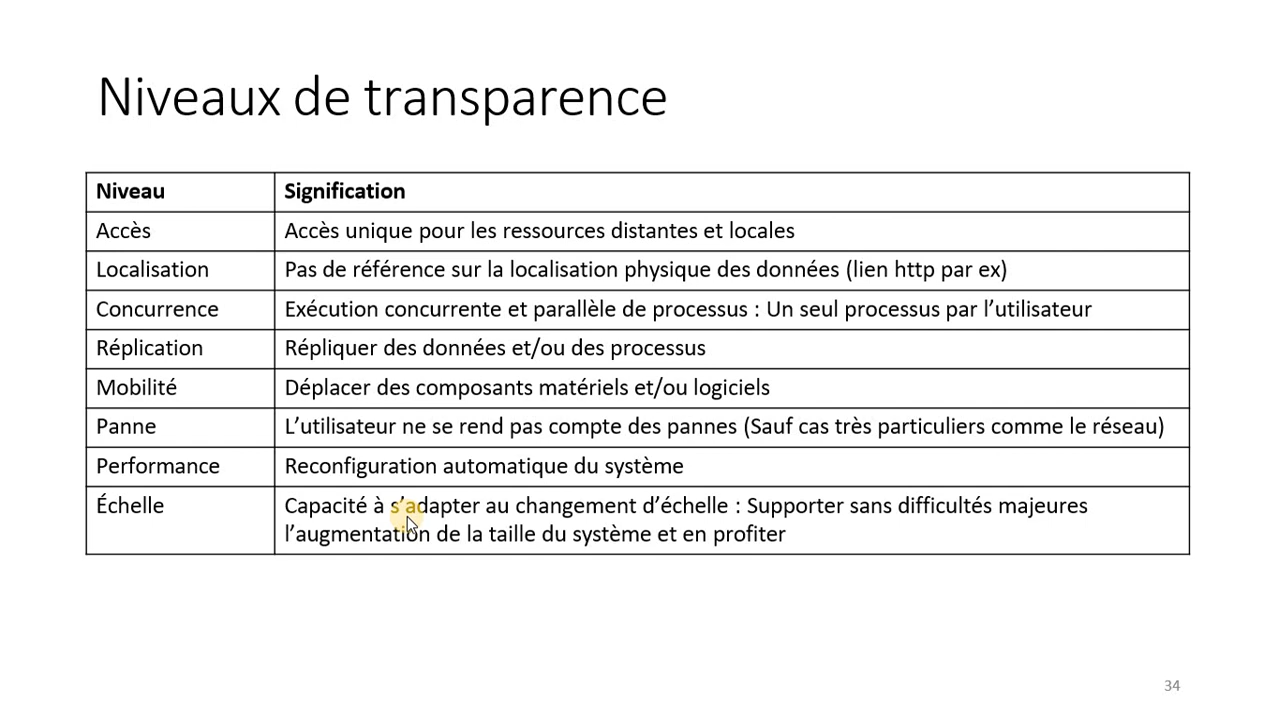 Niveaux de transparence
Niveau Signification
Accès Accès unique pour les ressources distantes et locales
Localisation Pas de référence sur la localisation physique des données (lien http par ex)
Concurrence Exécution concurrente et parallèle de processus : Un seul processus par l’utilisateur
Réplication Répliquer des données et/ou des processus
Mobilité Déplacer des composants matériels et/ou logiciels
Panne L’utilisateur ne se rend pas compte des pannes (Sauf cas très particuliers comme le réseau)
Performance Reconfiguration automatique du système
Échelle Capacité à s’adapter au changement d’échelle : Supporter sans difficultés majeures
l’augmentation de la taille du système et en profiter
34